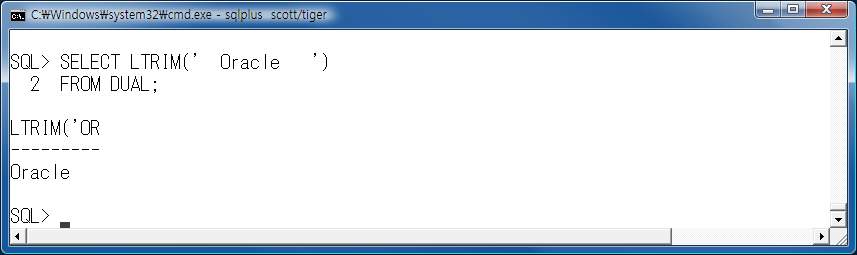 C:₩Windows₩system32₩cmd.exe - sqlplus  scott/tiger
SQL> SELECT LTRIM('  Oracle   ')
  2  FROM DUAL;
LTRIM('OR
---------
Oracle
SQL>